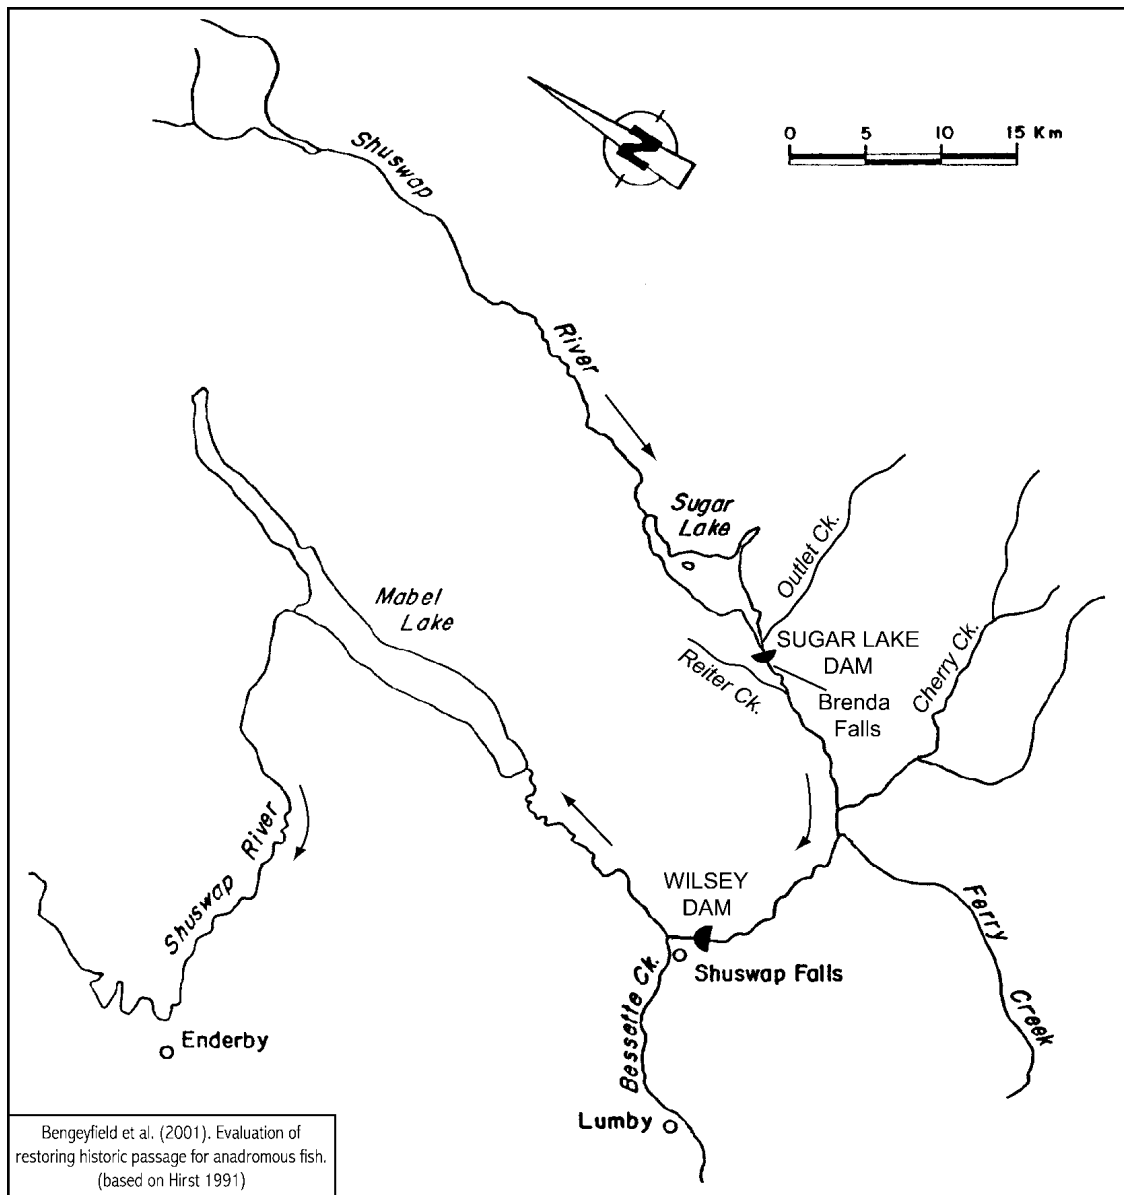 Shuswap
N
0 5 10 15 Km
River
Sugar
Lake
Outlet Ck.
Mabel
Lake
SUGAR LAKE
DAM
Reiter Ck.
Brenda
Falls
Cherry Ck.
Shuswap River
WILSEY
DAM
Ferry
Creek
Shuswap Falls
Bessette Ck.
Enderby
Lumby
Bengeyfield et al. (2001). Evaluation of
restoring historic passage for anadromous fish.
(based on Hirst 1991)